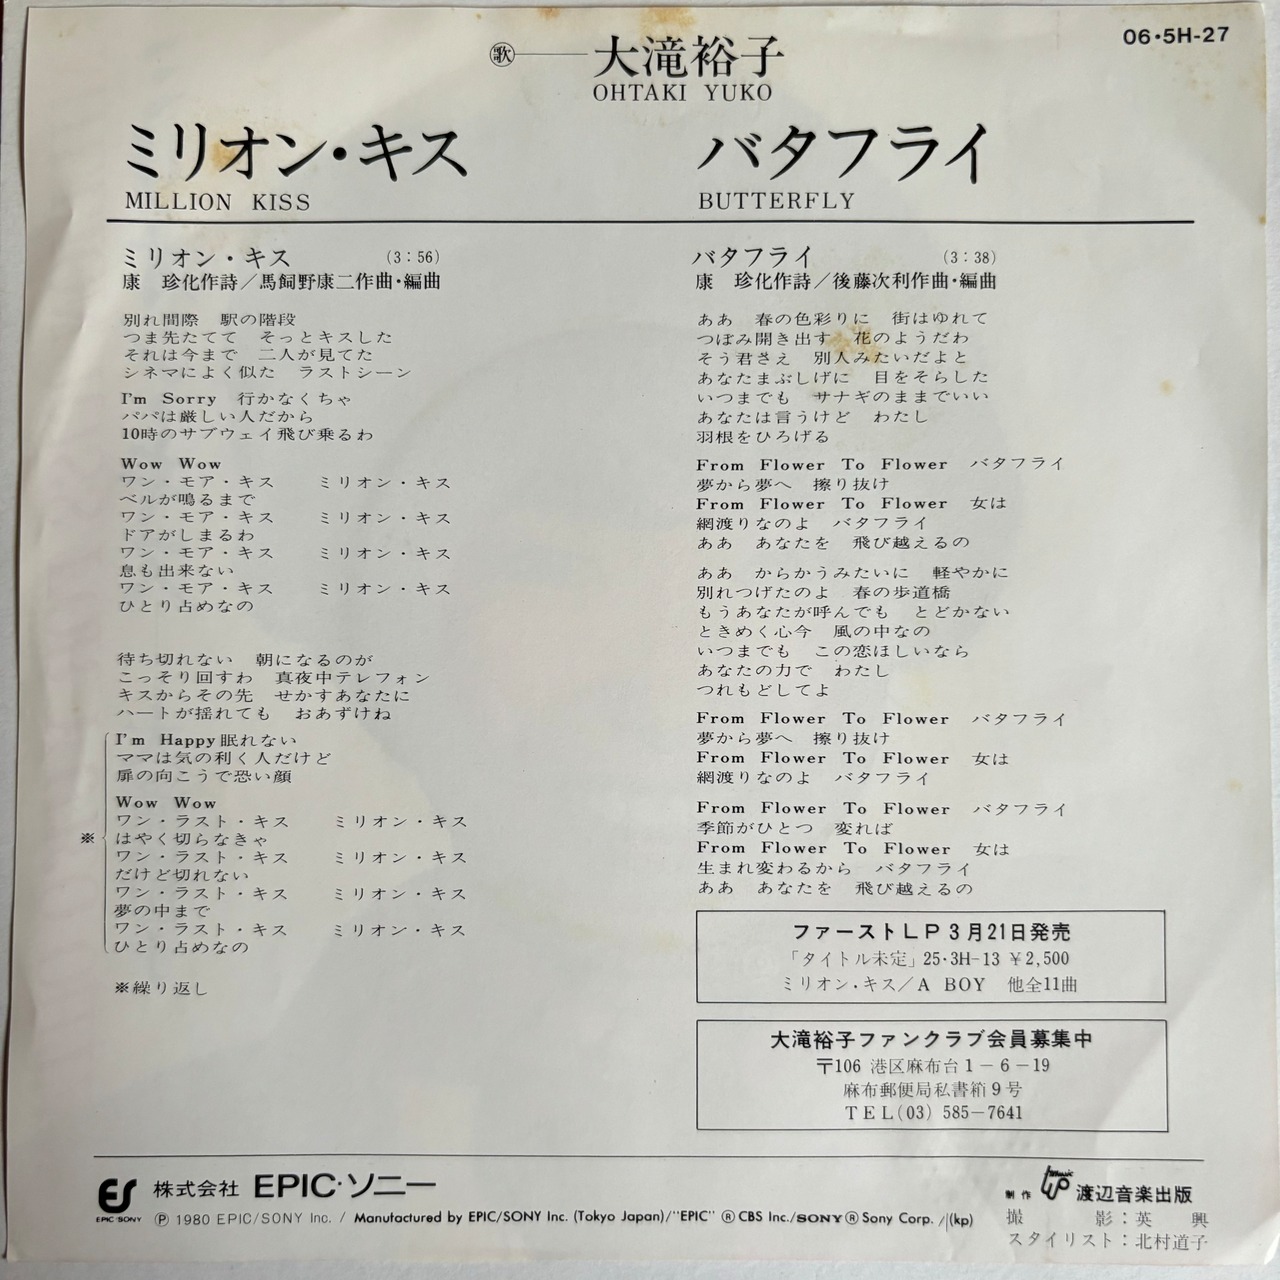 06・5H-27
歌 大滝裕子
OHTAKI YUKO
ミリオン・キス
MILLION KISS
バタフライ
BUTTERFLY
ミリオン・キス (3:56)
康 珍化作詩/馬飼野康二作曲・編曲
別れ間際 駅の階段
つま先たてて そっとキスした
それは今まで 二人が見てた
シネマによく似た ラストシーン
I'm Sorry 行かなくちゃ
パパは厳しい人だから
10時のサブウェイ飛び乗るわ
Wow Wow
ワン・モア・キス ミリオン・キス
ベルが鳴るまで
ワン・モア・キス ミリオン・キス
ドアがしまるわ
ワン・モア・キス ミリオン・キス
息も出来ない
ワン・モア・キス ミリオン・キス
ひとり占めなの
待ち切れない 朝になるのが
こっそり回すわ 真夜中テレフォン
キスからその先 せかすあなたに
ハートが揺れても おあずけね
I'm Happy 眠れない
ママは気の利く人だけど
扉の向こうで恐い顔
Wow Wow
ワン・ラスト・キス ミリオン・キス
※ はやく切らなきゃ
ワン・ラスト・キス ミリオン・キス
だけど切れない
ワン・ラスト・キス ミリオン・キス
夢の中まで
ワン・ラスト・キス ミリオン・キス
ひとり占めなの
※繰り返し
バタフライ (3:38)
康 珍化作詩/後藤次利作曲・編曲
ああ 春の色彩りに 街はゆれて
つぼみ開き出す 花のようだわ
そう君さえ 別人みたいだよと
あなたまぶしげに 目をそらした
いつまでも サナギのままでいい
あなたは言うけど わたし
羽根をひろげる
From Flower To Flower バタフライ
夢から夢へ 擦り抜け
From Flower To Flower 女は
網渡りなのよ バタフライ
ああ あなたを 飛び越えるの
ああ からかうみたいに 軽やかに
別れつげたのよ 春の歩道橋
もうあなたが呼んでも とどかない
ときめく心今 風の中なの
いつまでも この恋ほしいなら
あなたの力で わたし
つれもどしてよ
From Flower To Flower バタフライ
夢から夢へ 擦り抜け
From Flower To Flower 女は
網渡りなのよ バタフライ
From Flower To Flower バタフライ
季節がひとつ 変れば
From Flower To Flower 女は
生まれ変わるから バタフライ
ああ あなたを 飛び越えるの
ファーストLP3月21日発売
「タイトル未定」25・3H-13 ¥2,500
ミリオン・キス/A BOY 他全11曲
大滝裕子ファンクラブ会員募集中
〒106 港区麻布台1-6-19
麻布郵便局私書箱9号
TEL(03) 585-7641
ES EPIC・SONY
株式会社 EPIC・ソニー
Ⓟ 1980 EPIC/SONY Inc. / Manufactured by EPIC/SONY Inc. (Tokyo Japan)/"EPIC" ® CBS Inc./SONY ® Sony Corp. /(kp)
制作 渡辺音楽出版
撮影:英 興
スタイリスト:北村道子